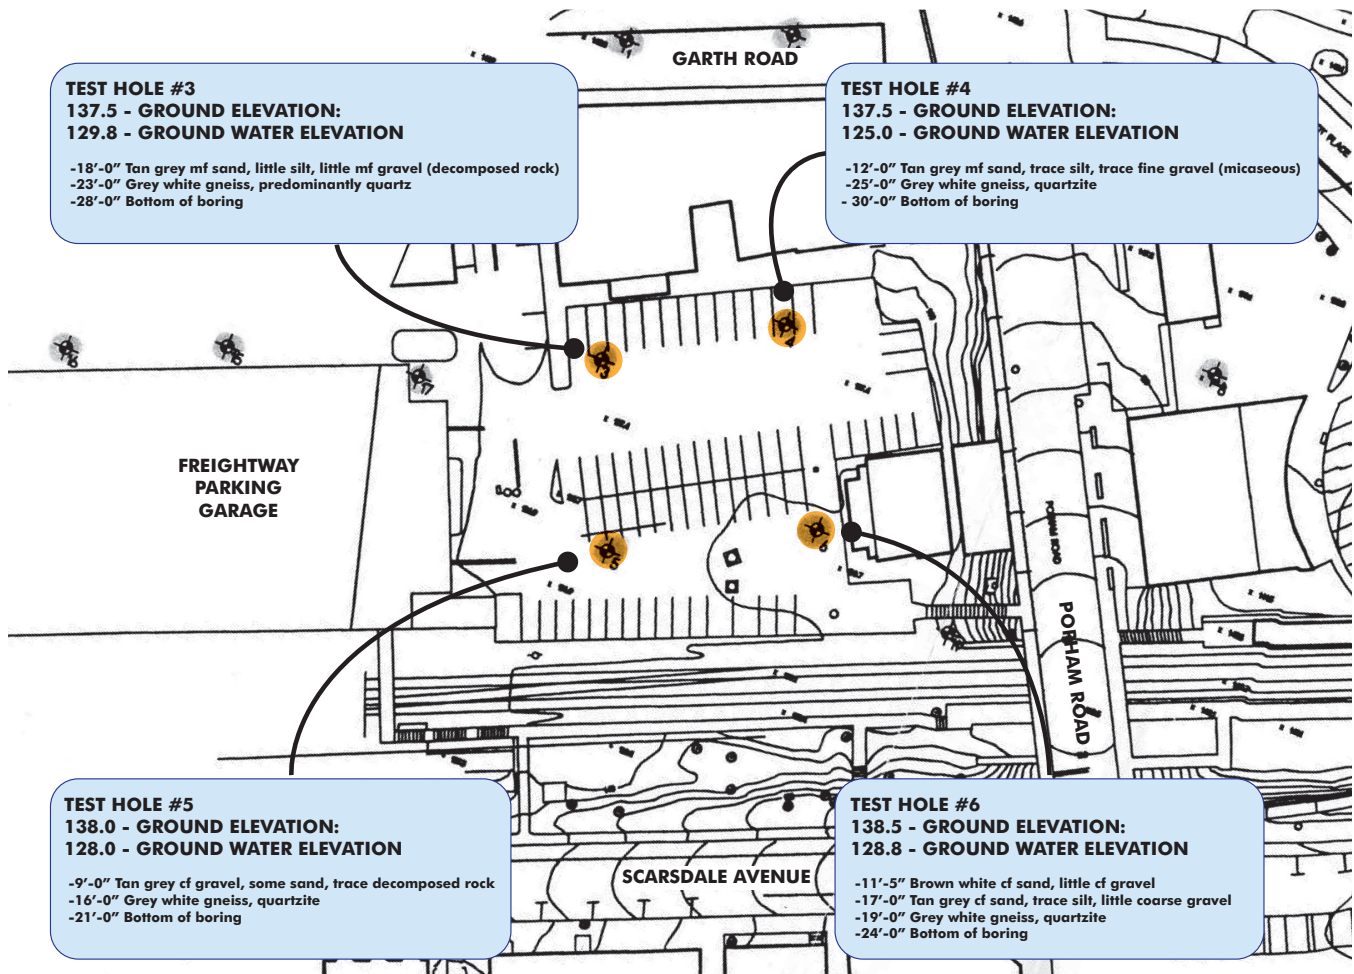 GARTH ROAD
TEST HOLE #3
137.5 - GROUND ELEVATION:
129.8 - GROUND WATER ELEVATION
-18’-0” Tan grey mf sand, little silt, little mf gravel (decomposed rock)
-23’-0” Grey white gneiss, predominantly quartz
-28’-0” Bottom of boring
TEST HOLE #4
137.5 - GROUND ELEVATION:
125.0 - GROUND WATER ELEVATION
-12’-0” Tan grey mf sand, trace silt, trace fine gravel (micaseous)
-25’-0” Grey white gneiss, quartzite
- 30’-0” Bottom of boring
4
3
17
FREIGHTWAY
PARKING
GARAGE
6
5
POPHAM ROAD
POPHAM ROAD
TEST HOLE #5
138.0 - GROUND ELEVATION:
128.0 - GROUND WATER ELEVATION
-9’-0” Tan grey cf gravel, some sand, trace decomposed rock
-16’-0” Grey white gneiss, quartzite
-21’-0” Bottom of boring
SCARSDALE AVENUE
TEST HOLE #6
138.5 - GROUND ELEVATION:
128.8 - GROUND WATER ELEVATION
-11’-5” Brown white cf sand, little cf gravel
-17’-0” Tan grey cf sand, trace silt, little coarse gravel
-19’-0” Grey white gneiss, quartzite
-24’-0” Bottom of boring